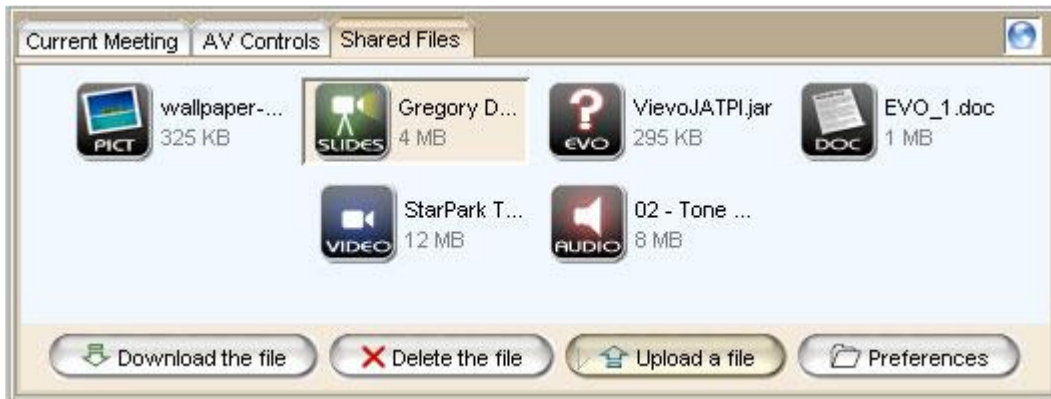 Current Meeting AV Controls Shared Files
wallpaper-... Gregory D... VievoJATPI.jar EVO_1.doc
PICT 325 KB SLIDES 4 MB EVO 295 KB DOC 1 MB
StarPark T... 02 - Tone ...
VIDEO 12 MB AUDIO 8 MB
Download the file Delete the file Upload a file Preferences